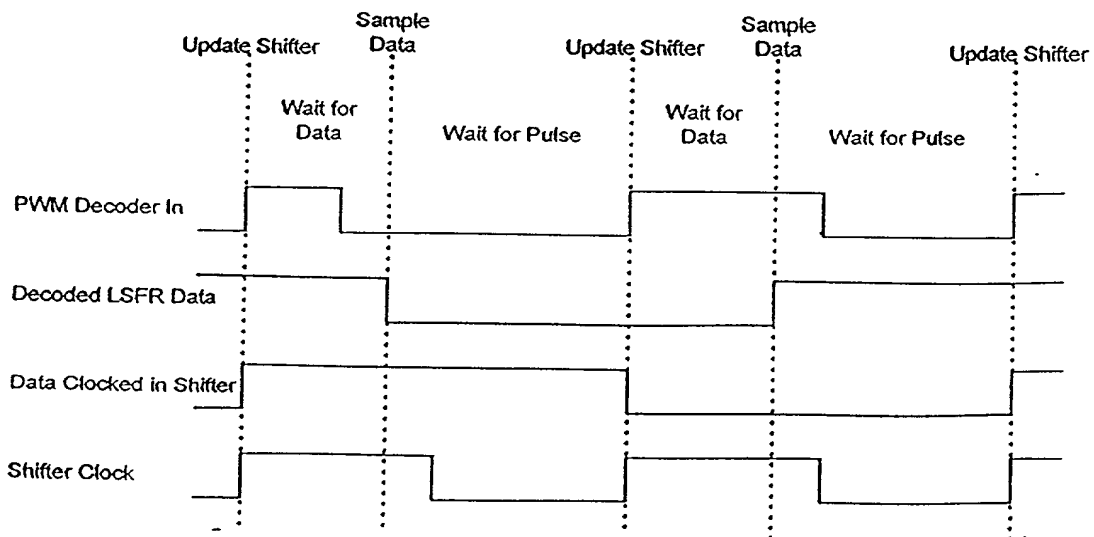 Sample
Data
Sample
Data
Update Shifter
Update Shifter
Update Shifter
Wait for
Data
Wait for Pulse
Wait for
Data
Wait for Pulse
PWM Decoder In
Decoded LSFR Data
Data Clocked in Shifter
Shifter Clock